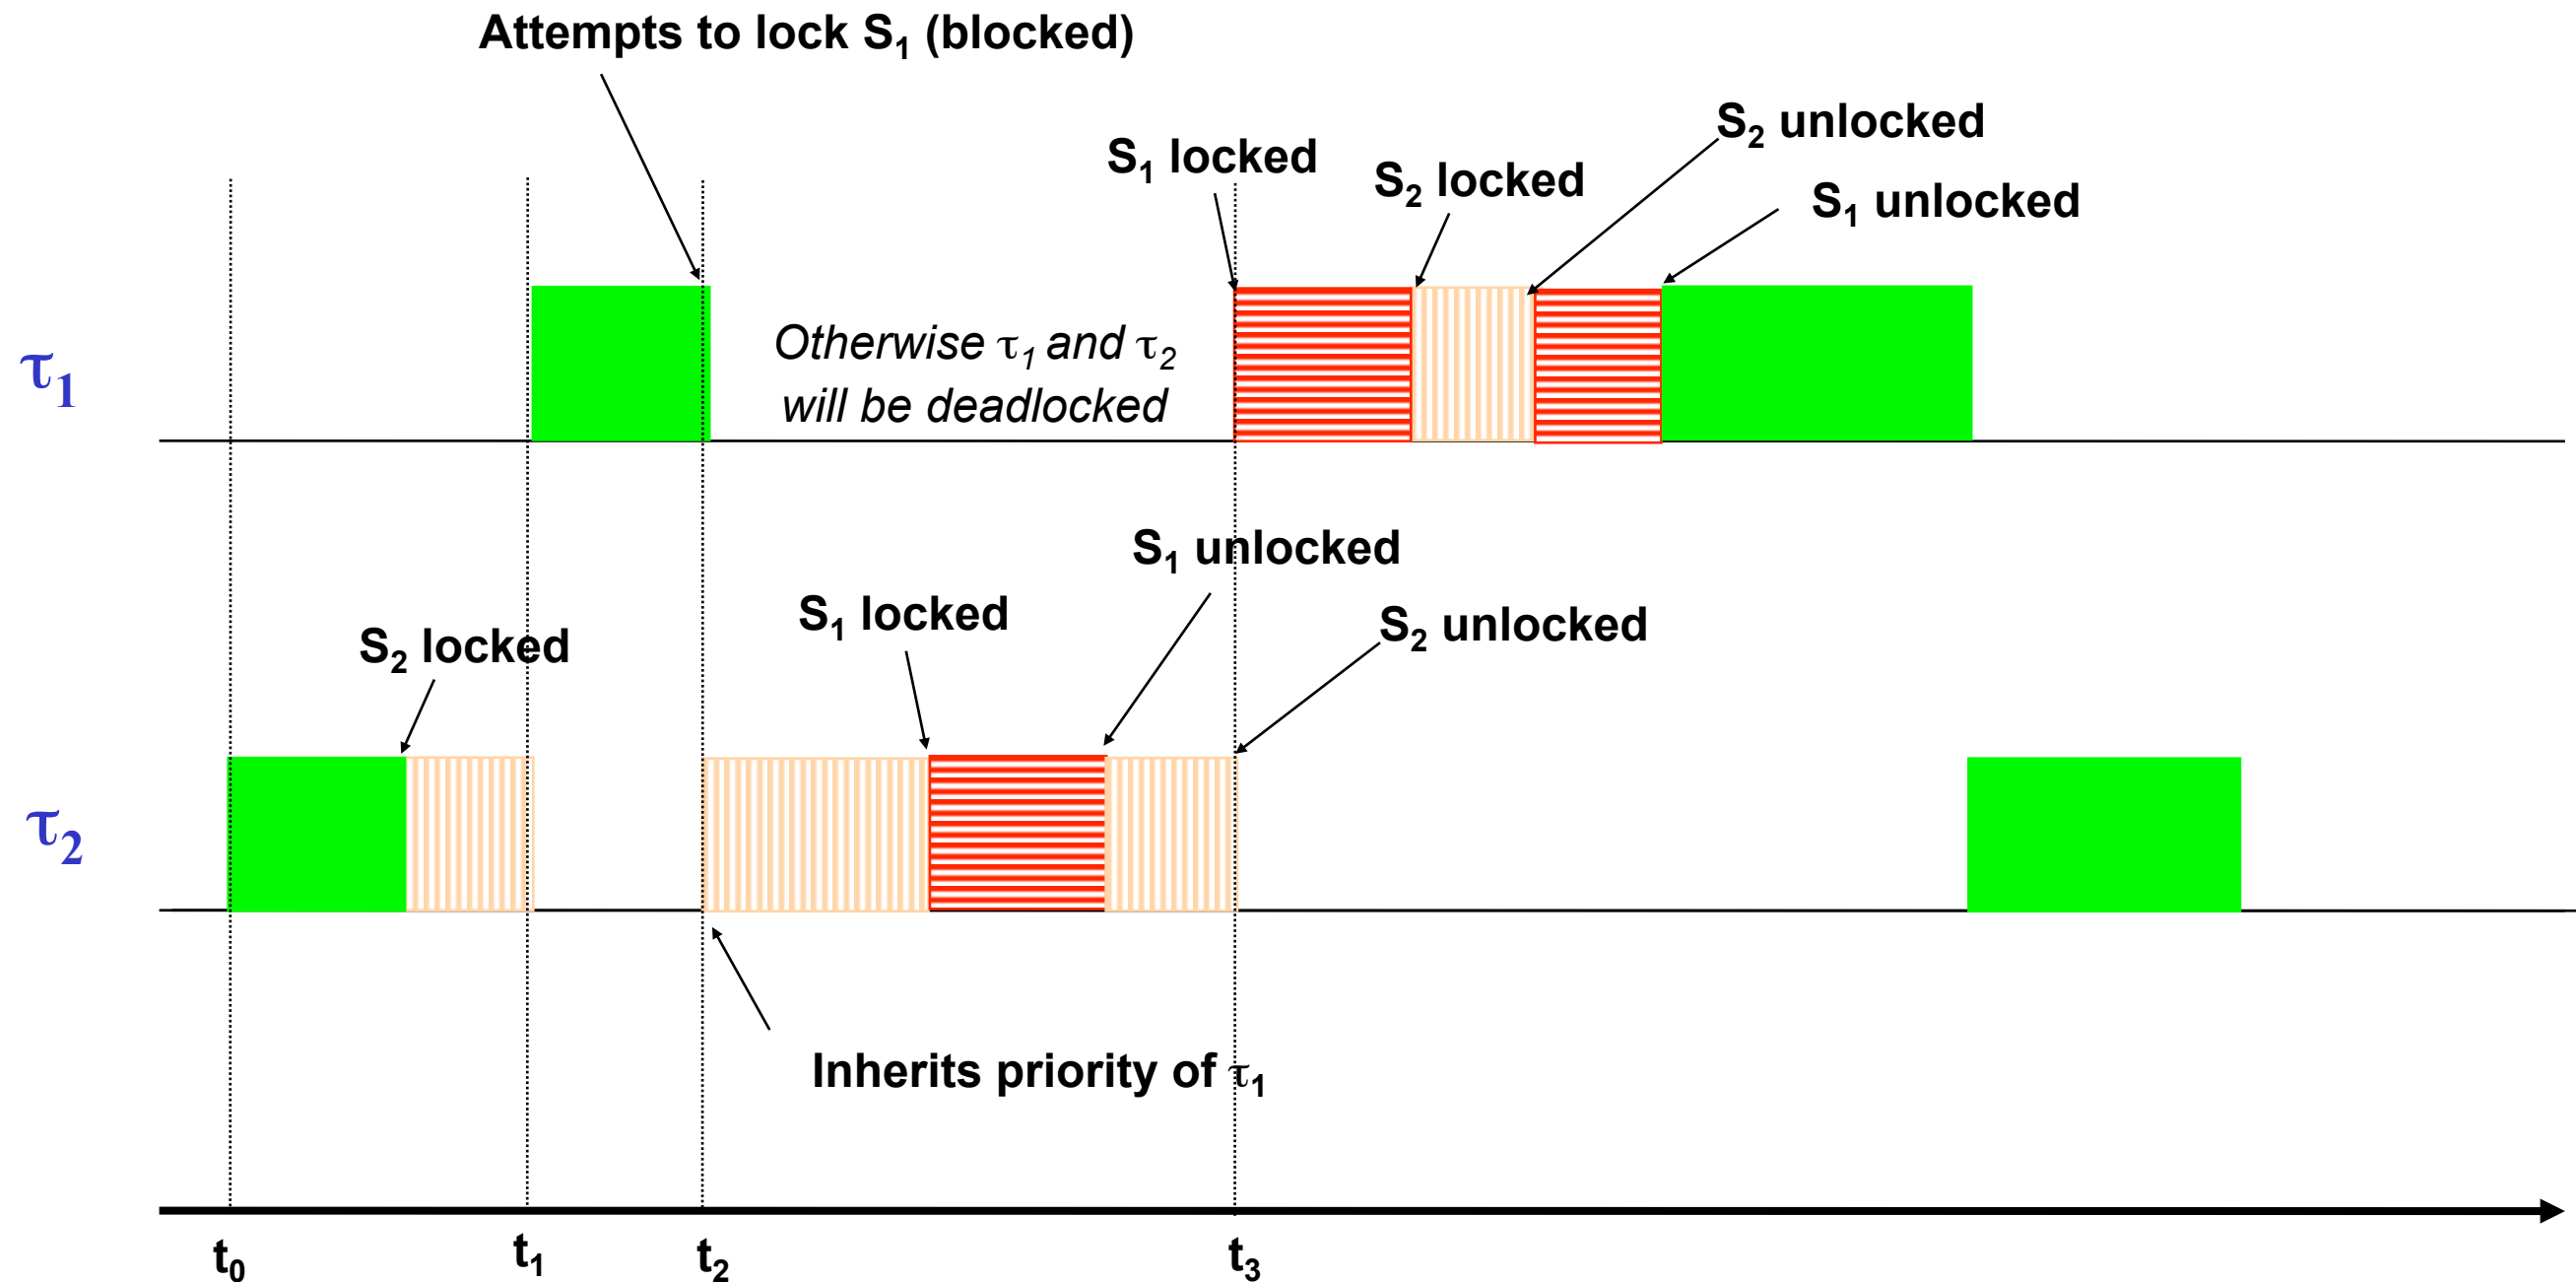 Attempts to lock S₁ (blocked)
S₂ unlocked
S₁ locked
S₂ locked
S₁ unlocked
τ₁
Otherwise τ₁ and τ₂
will be deadlocked
S₁ unlocked
S₁ locked
S₂ unlocked
S₂ locked
τ₂
Inherits priority of τ₁
t₀
t₁
t₂
t₃